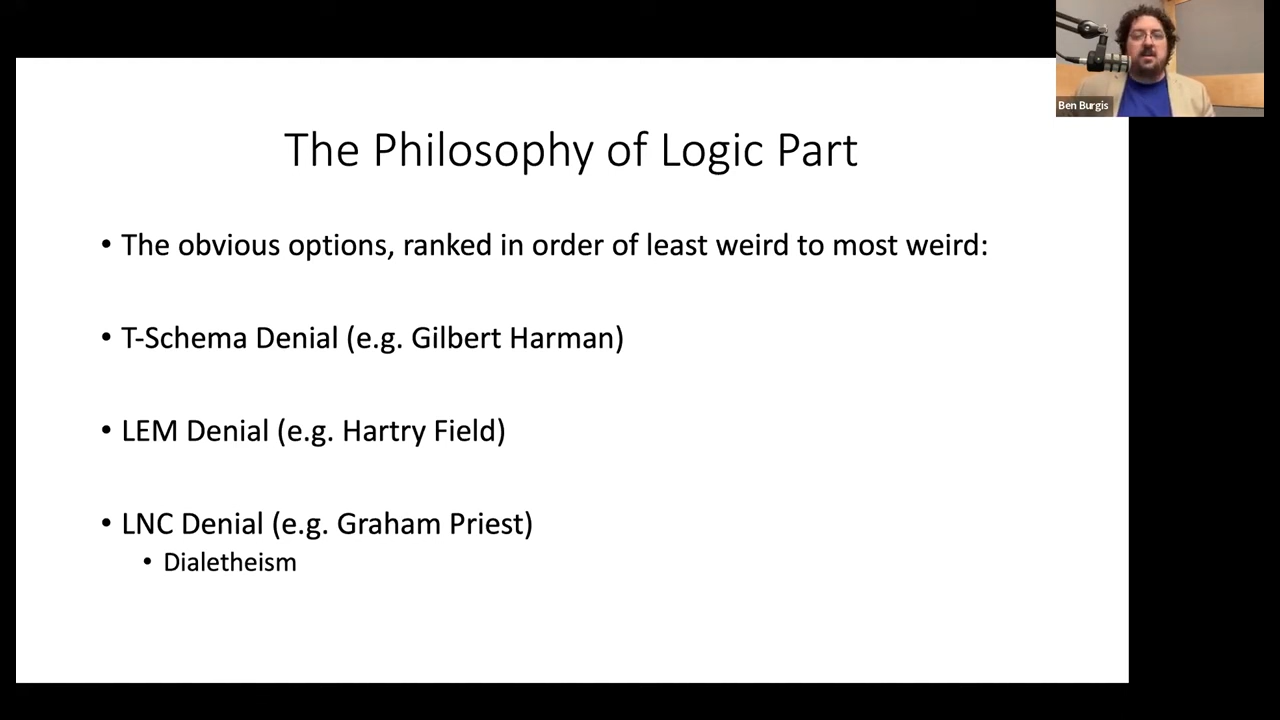 Ben Burgis
The Philosophy of Logic Part
• The obvious options, ranked in order of least weird to most weird:
• T-Schema Denial (e.g. Gilbert Harman)
• LEM Denial (e.g. Hartry Field)
• LNC Denial (e.g. Graham Priest)
• Dialetheism